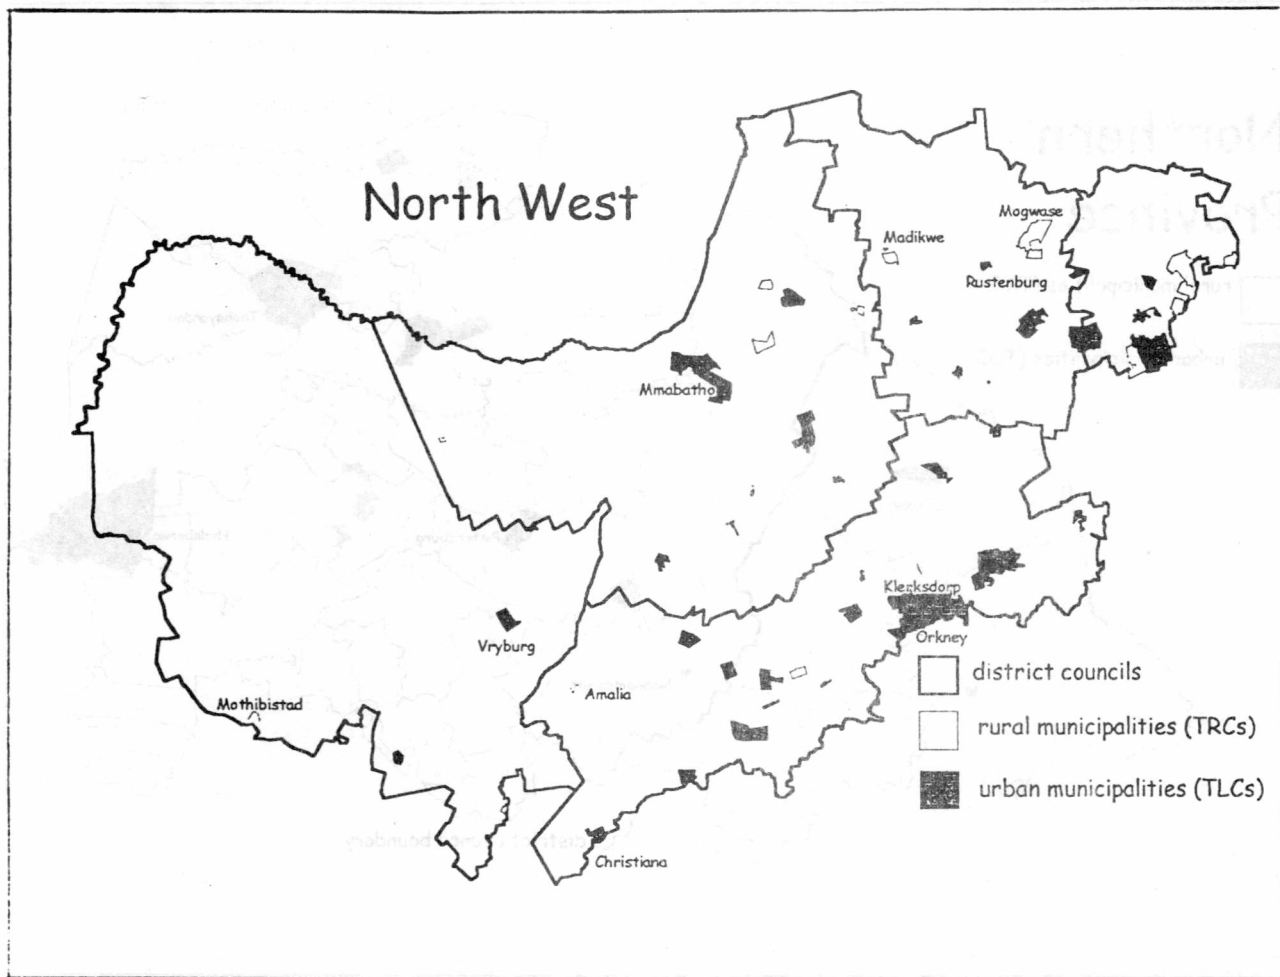 North West
Mogwase
Madikwe
Rustenburg
Mmabatho
Klerksdorp
Orkney
Vryburg
Amalia
Mothibistad
Christiana
district councils
rural municipalities (TRCs)
urban municipalities (TLCs)